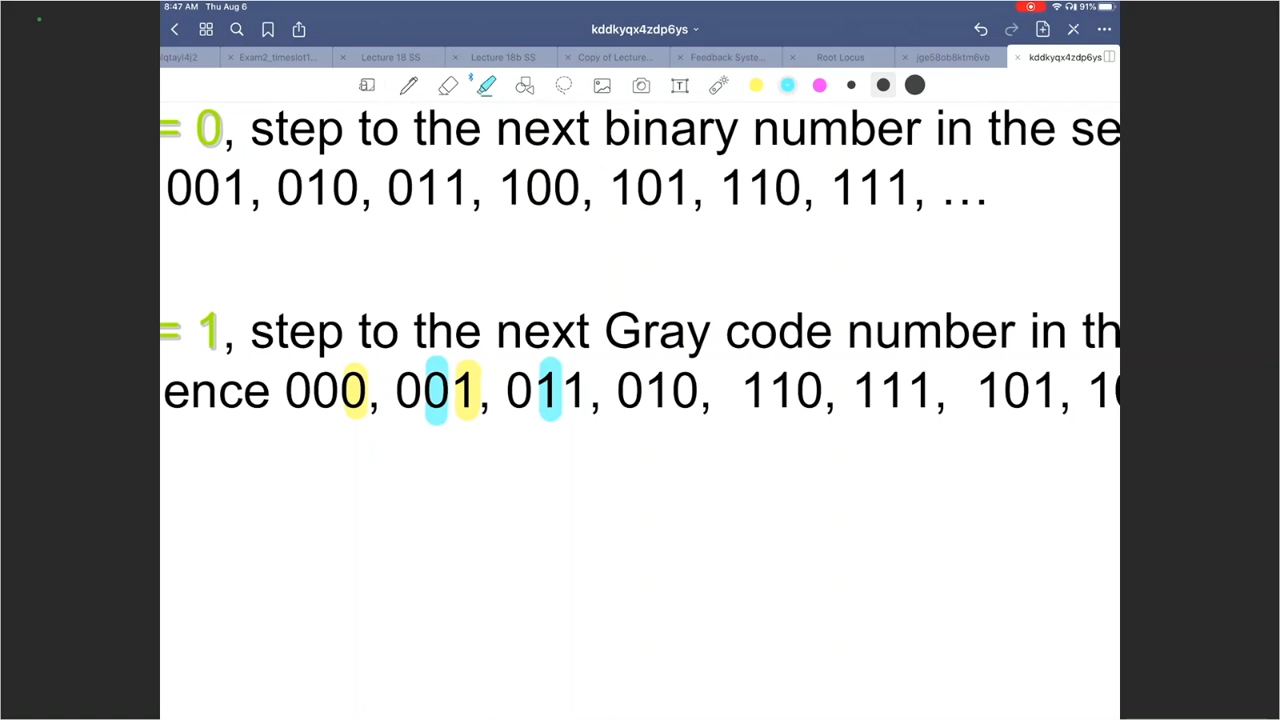 8:47 AM Thu Aug 6
91%
kddkyqx4zdp6ys
Exam2_timeslot1... Lecture 18 SS Lecture 18b SS Copy of Lecture... Feedback Syste... Root Locus jge58ob8ktm6vb kddkyqx4zdp6ys
T
= 0, step to the next binary number in the se
001, 010, 011, 100, 101, 110, 111, …
= 1, step to the next Gray code number in th
ence 000, 001, 011, 010, 110, 111, 101, 10